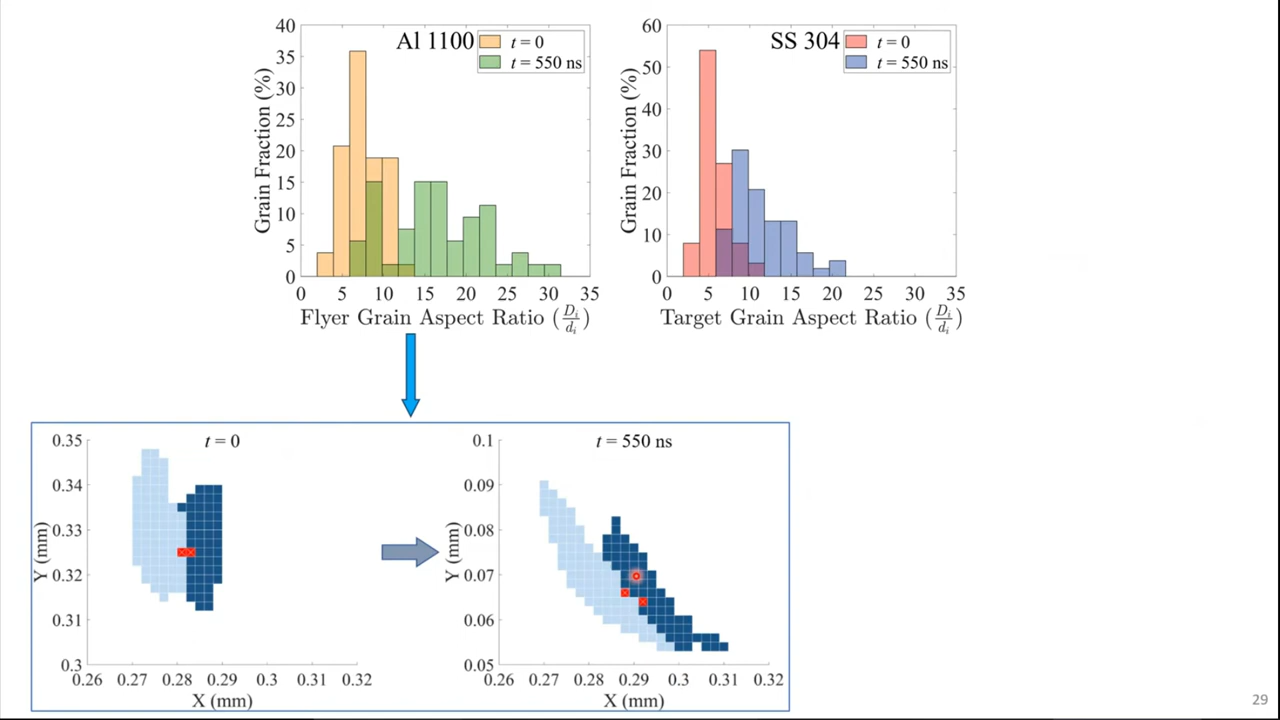 Al 1100
t = 0
t = 550 ns
40
35
30
25
20
15
10
5
0
Grain Fraction (%)
0 5 10 15 20 25 30 35
Flyer Grain Aspect Ratio (D_i/d_i)
SS 304
t = 0
t = 550 ns
60
50
40
30
20
10
0
Grain Fraction (%)
0 5 10 15 20 25 30 35
Target Grain Aspect Ratio (D_i/d_i)
t = 0
0.35
0.34
0.33
0.32
0.31
0.3
Y (mm)
0.26 0.27 0.28 0.29 0.3 0.31 0.32
X (mm)
t = 550 ns
0.1
0.09
0.08
0.07
0.06
0.05
Y (mm)
0.26 0.27 0.28 0.29 0.3 0.31 0.32
X (mm)
29